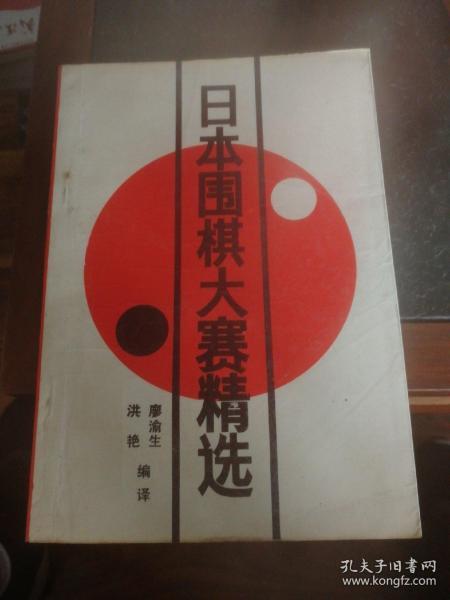 日本围棋大赛精选
廖渝生
洪艳
编译
孔夫子旧书网
www.kongfz.com